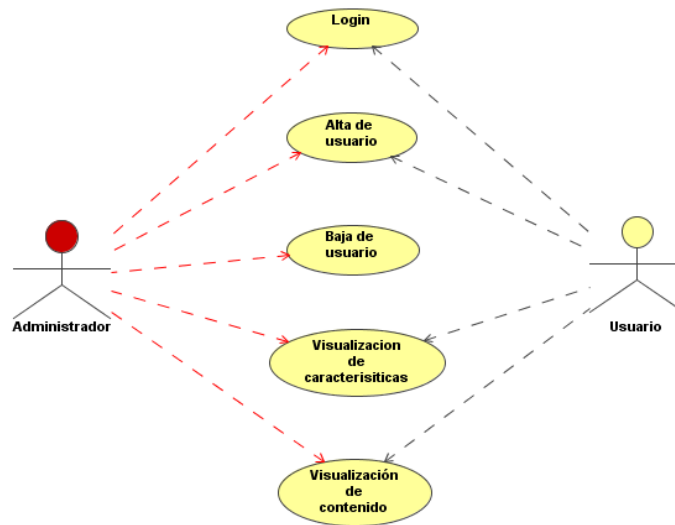 Login
Alta de
usuario
Baja de
usuario
Administrador
Usuario
Visualizacion
de
caracterisiticas
Visualización
de
contenido